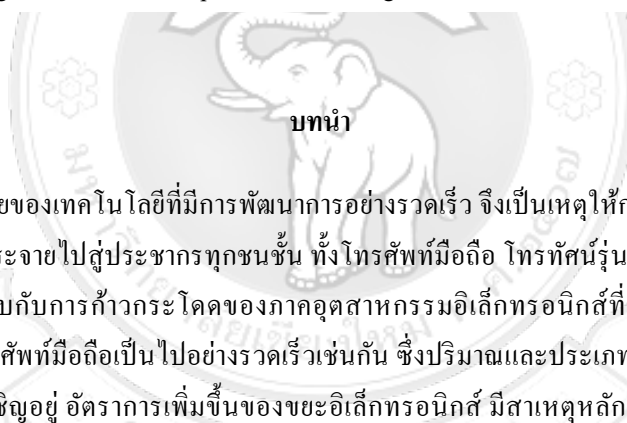 บทนำ
ยของเทคโนโลยีที่มีการพัฒนาการอย่างรวดเร็ว จึงเป็นเหตุให้ก
ะจายไปสู่ประชากรทุกชนชั้น ทั้งโทรศัพท์มือถือ โทรทัศน์รุ่น
บกับการก้าวกระโดดของภาคอุตสาหกรรมอิเล็กทรอนิกส์ที่
ศัพท์มือถือเป็นไปอย่างรวดเร็วเช่นกัน ซึ่งปริมาณและประเภท
ชิญอยู่ อัตราการเพิ่มขึ้นของขยะอิเล็กทรอนิกส์ มีสาเหตุหลัก